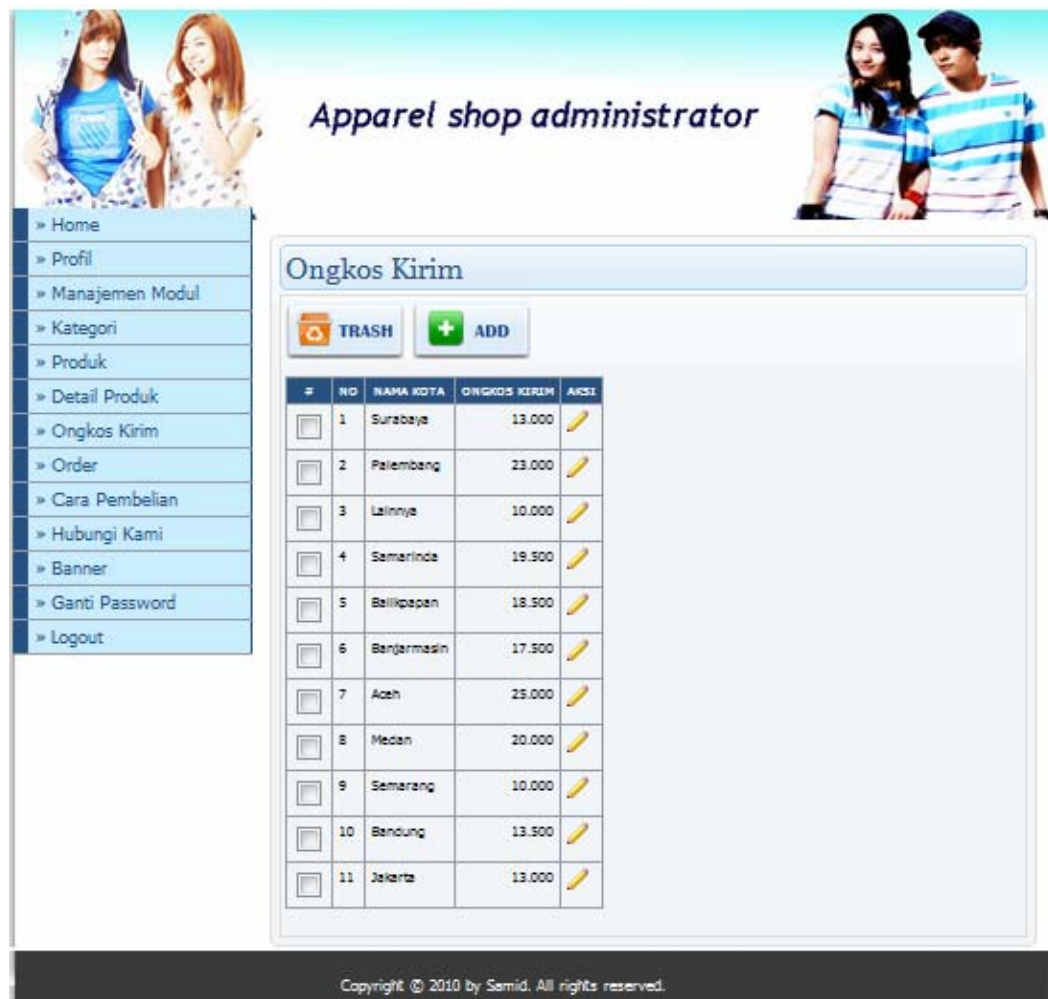 Apparel shop administrator
» Home
» Profil
» Manajemen Modul
» Kategori
» Produk
» Detail Produk
» Ongkos Kirim
» Order
» Cara Pembelian
» Hubungi Kami
» Banner
» Ganti Password
» Logout
Ongkos Kirim
TRASH ADD
# NO NAMA KOTA ONGKOS KIRIM AKSI
1 Surabaya 13.000
2 Palembang 23.000
3 Lainnya 10.000
4 Samarinda 19.500
5 Balikpapan 18.500
6 Banjarmasin 17.500
7 Aceh 25.000
8 Medan 20.000
9 Semarang 10.000
10 Bandung 13.500
11 Jakarta 13.000
Copyright © 2010 by Samid. All rights reserved.